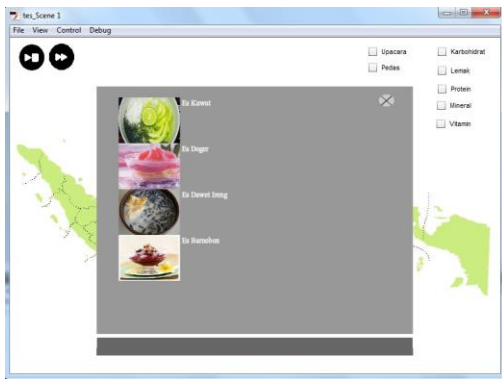 tes_Scene 1
File View Control Debug
Upacara
Pedas
Karbohidrat
Lemak
Protein
Mineral
Vitamin
Es Kuwut
Es Doger
Es Dawet Ireng
Es Bambon